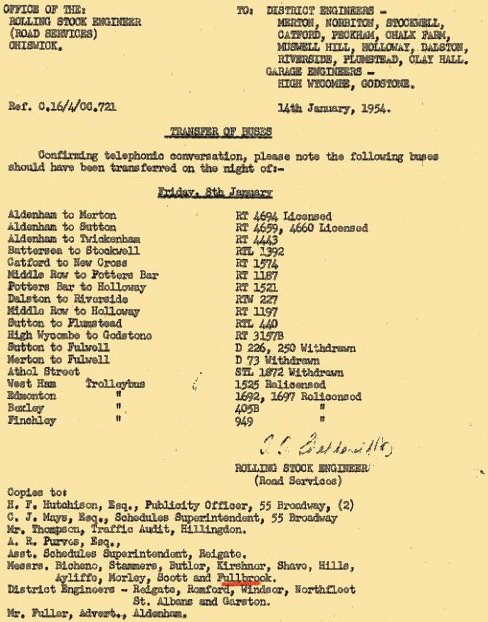 OFFICE OF THE:
ROLLING STOCK ENGINEER
(ROAD SERVICES)
CHISWICK.
TO: DISTRICT ENGINEERS -
MERTON, NORBITON, STOCKWELL,
CATFORD, PECKHAM, CHALK FARM,
MUSWELL HILL, HOLLOWAY, DALSTON,
RIVERSIDE, PLUMSTEAD, CLAY HALL.
GARAGE ENGINEERS -
HIGH WYCOMBE, GODSTONE.
Ref. C.16/4/CC.721
14th January, 1954.
TRANSFER OF BUSES
Confirming telephonic conversation, please note the following buses
should have been transferred on the night of:-
Friday, 8th January
Aldenham to Merton RT 4694 Licensed
Aldenham to Sutton RT 4659, 4660 Licensed
Aldenham to Twickenham RT 4443
Battersea to Stockwell RTL 1392
Catford to New Cross RT 1574
Middle Row to Potters Bar RT 1187
Potters Bar to Holloway RT 1521
Dalston to Riverside RTW 227
Middle Row to Holloway RT 1197
Sutton to Plumstead RTL 440
High Wycombe to Godstone RT 3157B
Sutton to Fulwell D 226, 250 Withdrawn
Merton to Fulwell D 73 Withdrawn
Athol Street STL 1872 Withdrawn
West Ham Trolleybus 1525 Relicensed
Edmonton " 1692, 1697 Relicensed
Bexley " 405B "
Finchley " 949 "
ROLLING STOCK ENGINEER
(Road Services)
Copies to:
H. F. Hutchison, Esq., Publicity Officer, 55 Broadway, (2)
C. J. Mays, Esq., Schedules Superintendent, 55 Broadway
Mr. Thompson, Traffic Audit, Hillingdon.
A. R. Purves, Esq.,
Asst. Schedules Superintendent, Reigate.
Messrs. Bicheno, Stammers, Butler, Kirshner, Shave, Hills,
Ayliffe, Morley, Scott and Fullbrook.
District Engineers - Reigate, Romford, Windsor, Northfleet
St. Albans and Garston.
Mr. Fuller, Advert., Aldenham.